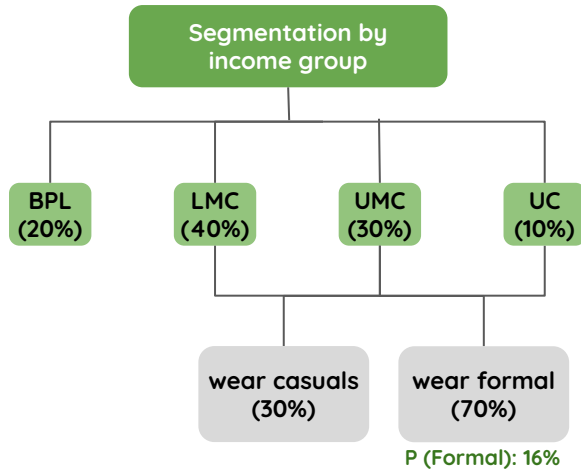 Segmentation by
income group
BPL
(20%)
LMC
(40%)
UMC
(30%)
UC
(10%)
wear casuals
(30%)
wear formal
(70%)
P (Formal): 16%